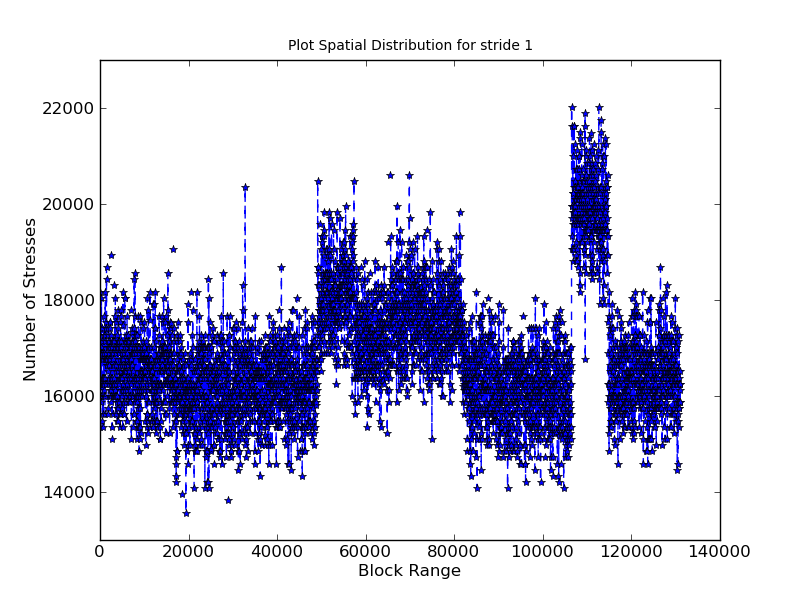 Plot Spatial Distribution for stride 1
22000
20000
18000
16000
14000
Number of Stresses
0 20000 40000 60000 80000 100000 120000 140000
Block Range